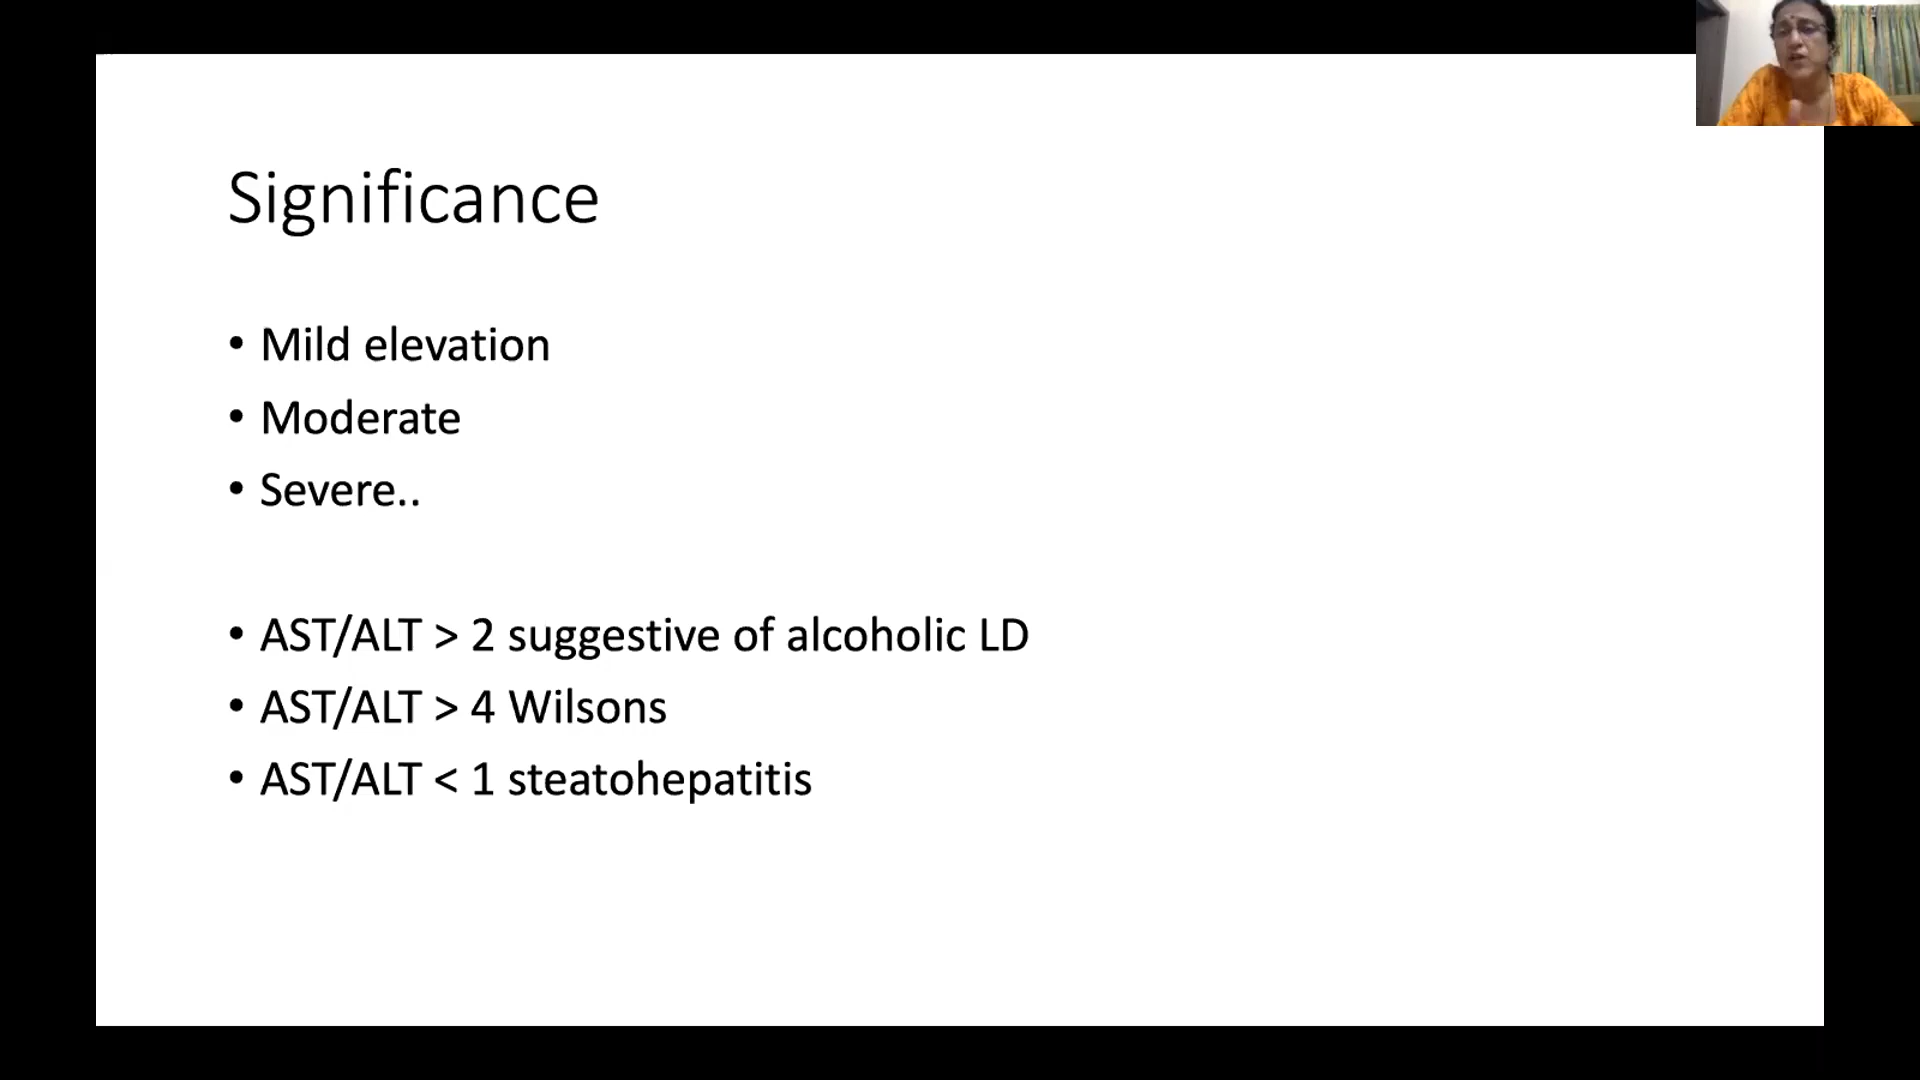 Significance
• Mild elevation
• Moderate
• Severe..
• AST/ALT > 2 suggestive of alcoholic LD
• AST/ALT > 4 Wilsons
• AST/ALT < 1 steatohepatitis